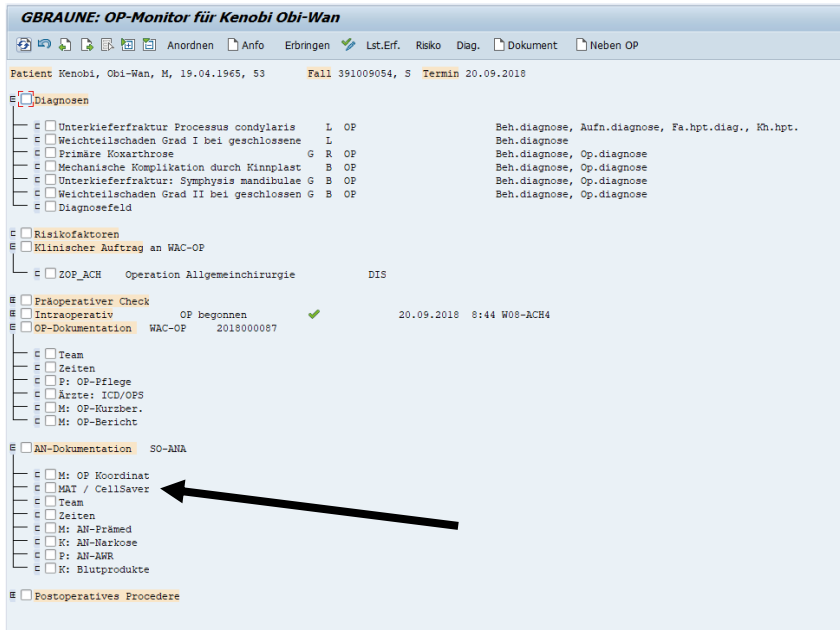 GBRAUNE: OP-Monitor für Kenobi Obi-Wan
Anordnen Anfo Erbringen Lst.Erf. Risiko Diag. Dokument Neben OP
Patient Kenobi, Obi-Wan, M, 19.04.1965, 53 Fall 391009054, S Termin 20.09.2018
Diagnosen
Unterkieferfraktur Processus condylaris L OP Beh.diagnose, Aufn.diagnose, Fa.hpt.diag., Kh.hpt.
Weichteilschaden Grad I bei geschlossene L Beh.diagnose
Primäre Koxarthrose G R OP Beh.diagnose, Op.diagnose
Mechanische Komplikation durch Kinnplast B OP Beh.diagnose, Op.diagnose
Unterkieferfraktur: Symphysis mandibulae G B OP Beh.diagnose, Op.diagnose
Weichteilschaden Grad II bei geschlossen G B OP Beh.diagnose, Op.diagnose
Diagnosefeld
Risikofaktoren
Klinischer Auftrag an WAC-OP
ZOP_ACH Operation Allgemeinchirurgie DIS
Präoperativer Check
Intraoperativ OP begonnen 20.09.2018 8:44 W08-ACH4
OP-Dokumentation WAC-OP 2018000087
Team
Zeiten
P: OP-Pflege
Ärzte: ICD/OPS
M: OP-Kurzber.
M: OP-Bericht
AN-Dokumentation SO-ANA
M: OP Koordinat
MAT / CellSaver
Team
Zeiten
M: AN-Prämed
K: AN-Narkose
P: AN-AWR
K: Blutprodukte
Postoperatives Procedere